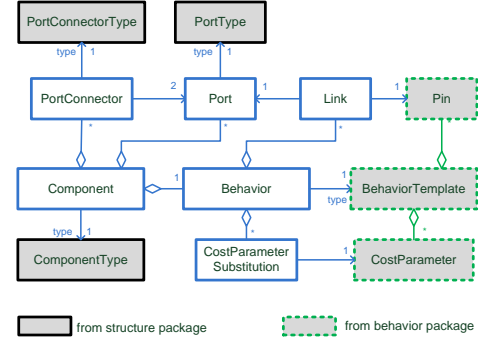 PortConnectorType
PortType
type 1
type 1
PortConnector
2
Port
1
Link
1
Pin
*
*
*
*
Component
1
Behavior
1
type
BehaviorTemplate
type 1
*
*
ComponentType
CostParameter
Substitution
1
CostParameter
from structure package
from behavior package